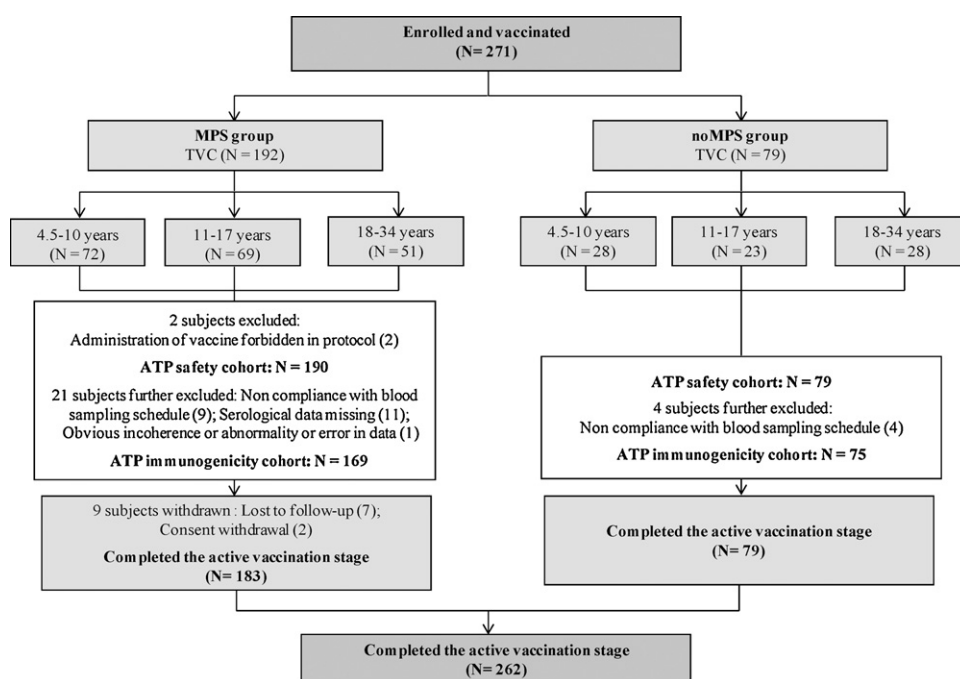 Enrolled and vaccinated
(N= 271)
MPS group
TVC (N = 192)
noMPS group
TVC (N = 79)
4.5-10 years
(N = 72)
11-17 years
(N = 69)
18-34 years
(N = 51)
4.5-10 years
(N = 28)
11-17 years
(N = 23)
18-34 years
(N = 28)
2 subjects excluded:
Administration of vaccine forbidden in protocol (2)
ATP safety cohort: N = 190
21 subjects further excluded: Non compliance with blood
sampling schedule (9); Serological data missing (11);
Obvious incoherence or abnormality or error in data (1)
ATP immunogenicity cohort: N = 169
ATP safety cohort: N = 79
4 subjects further excluded:
Non compliance with blood sampling schedule (4)
ATP immunogenicity cohort: N = 75
9 subjects withdrawn : Lost to follow-up (7);
Consent withdrawal (2)
Completed the active vaccination stage
(N= 183)
Completed the active vaccination stage
(N= 79)
Completed the active vaccination stage
(N= 262)